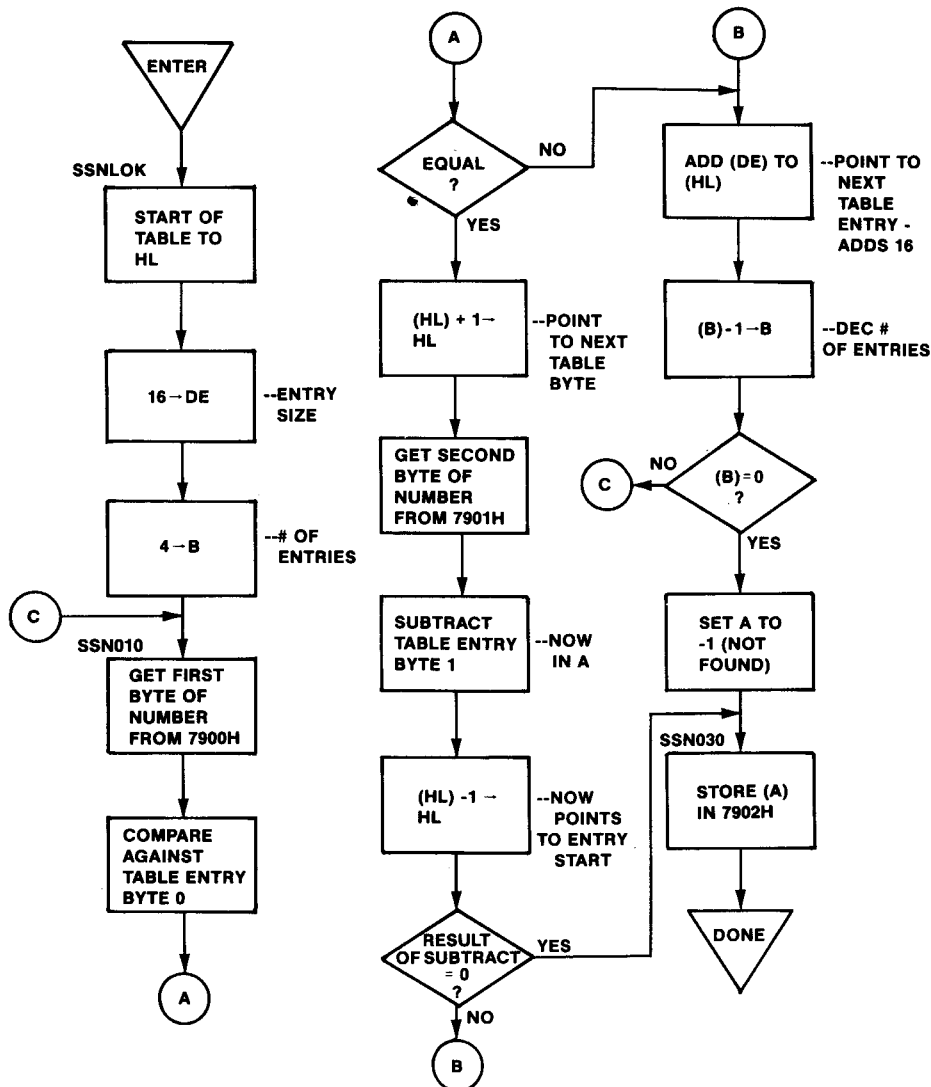 ENTER
SSNLOK
START OF
TABLE TO
HL
16→DE
--ENTRY
SIZE
4→B
--# OF
ENTRIES
C
SSN010
GET FIRST
BYTE OF
NUMBER
FROM 7900H
COMPARE
AGAINST
TABLE ENTRY
BYTE 0
A
A
EQUAL
?
NO
YES
(HL) + 1→
HL
--POINT
TO NEXT
TABLE
BYTE
GET SECOND
BYTE OF
NUMBER
FROM 7901H
SUBTRACT
TABLE ENTRY
BYTE 1
--NOW
IN A
(HL) -1 →
HL
--NOW
POINTS
TO ENTRY
START
RESULT
OF SUBTRACT
= 0
?
YES
NO
B
B
ADD (DE) TO
(HL)
--POINT TO
NEXT
TABLE
ENTRY -
ADDS 16
(B)-1→B
--DEC #
OF ENTRIES
(B)=0
?
NO
C
YES
SET A TO
-1 (NOT
FOUND)
SSN030
STORE (A)
IN 7902H
DONE